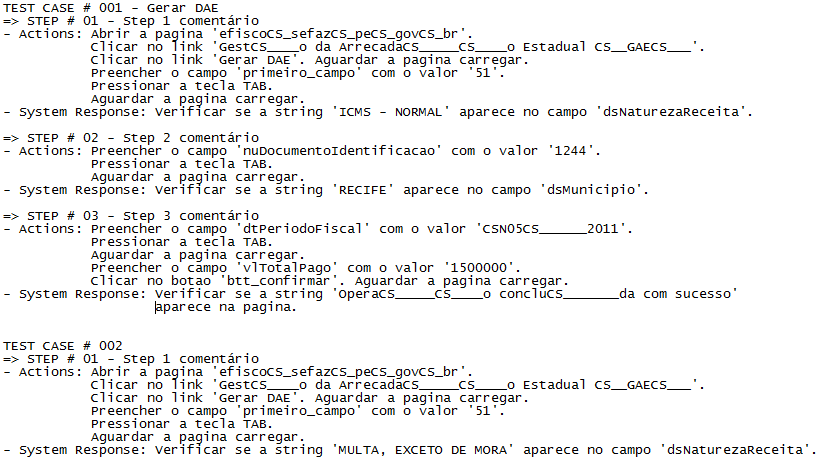 TEST CASE # 001 - Gerar DAE
=> STEP # 01 - Step 1 comentário
- Actions: Abrir a pagina 'efiscoCS_sefazCS_peCS_govCS_br'.
Clicar no link 'GestCS____o da ArrecadaCS_____CS____o Estadual CS__GAECS___'.
Clicar no link 'Gerar DAE'. Aguardar a pagina carregar.
Preencher o campo 'primeiro_campo' com o valor '51'.
Pressionar a tecla TAB.
Aguardar a pagina carregar.
- System Response: Verificar se a string 'ICMS - NORMAL' aparece no campo 'dsNaturezaReceita'.
=> STEP # 02 - Step 2 comentário
- Actions: Preencher o campo 'nuDocumentoIdentificacao' com o valor '1244'.
Pressionar a tecla TAB.
Aguardar a pagina carregar.
- System Response: Verificar se a string 'RECIFE' aparece no campo 'dsMunicipio'.
=> STEP # 03 - Step 3 comentário
- Actions: Preencher o campo 'dtPeriodoFiscal' com o valor 'CSN05CS______2011'.
Pressionar a tecla TAB.
Aguardar a pagina carregar.
Preencher o campo 'vlTotalPago' com o valor '1500000'.
Clicar no botao 'btt_confirmar'. Aguardar a pagina carregar.
- System Response: Verificar se a string 'OperaCS_____CS____o concluCS_______da com sucesso'
aparece na pagina.
TEST CASE # 002
=> STEP # 01 - Step 1 comentário
- Actions: Abrir a pagina 'efiscoCS_sefazCS_peCS_govCS_br'.
Clicar no link 'GestCS____o da ArrecadaCS_____CS____o Estadual CS__GAECS___'.
Clicar no link 'Gerar DAE'. Aguardar a pagina carregar.
Preencher o campo 'primeiro_campo' com o valor '51'.
Pressionar a tecla TAB.
Aguardar a pagina carregar.
- System Response: Verificar se a string 'MULTA, EXCETO DE MORA' aparece no campo 'dsNaturezaReceita'.